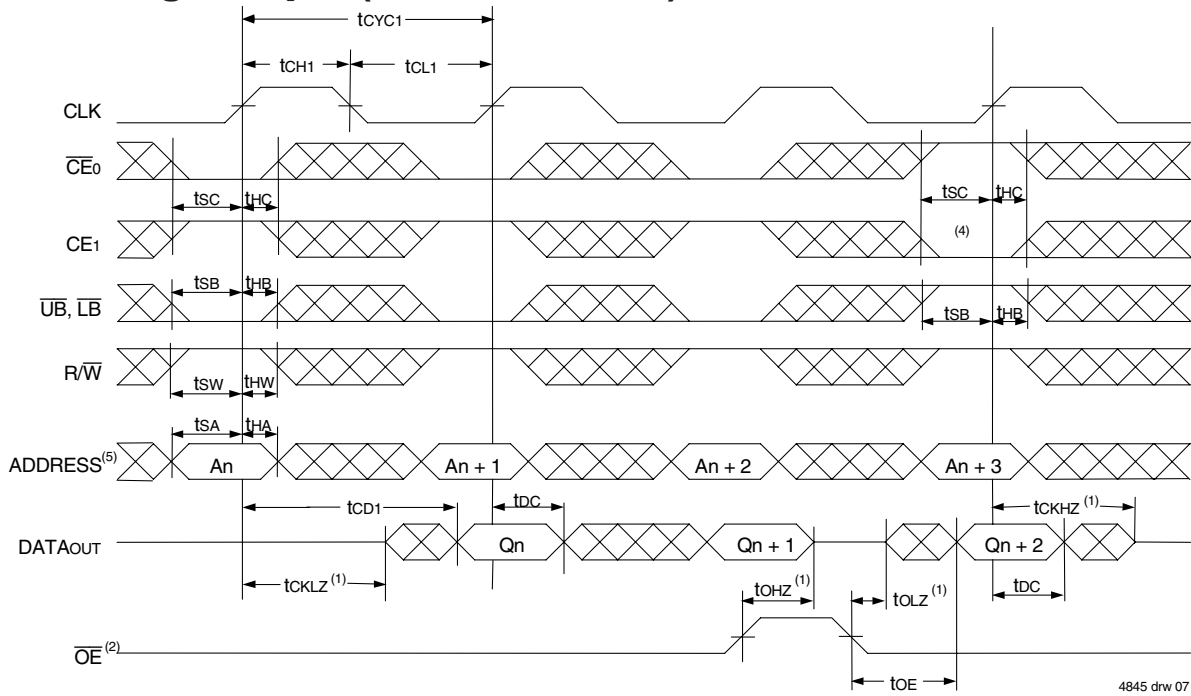 tCYC1
tCH1
tCL1
CLK
CE0
tSC
tHC
tSC
tHC
CE1
(4)
tSB
tHB
UB, LB
tSB
tHB
R/W
tSW
tHW
tSA
tHA
ADDRESS(5)
An
An + 1
An + 2
An + 3
tCD1
tDC
tCKHZ (1)
DATAOUT
Qn
Qn + 1
Qn + 2
tCKLZ (1)
tOHZ (1)
tOLZ (1)
tDC
OE (2)
tOE
4845 drw 07